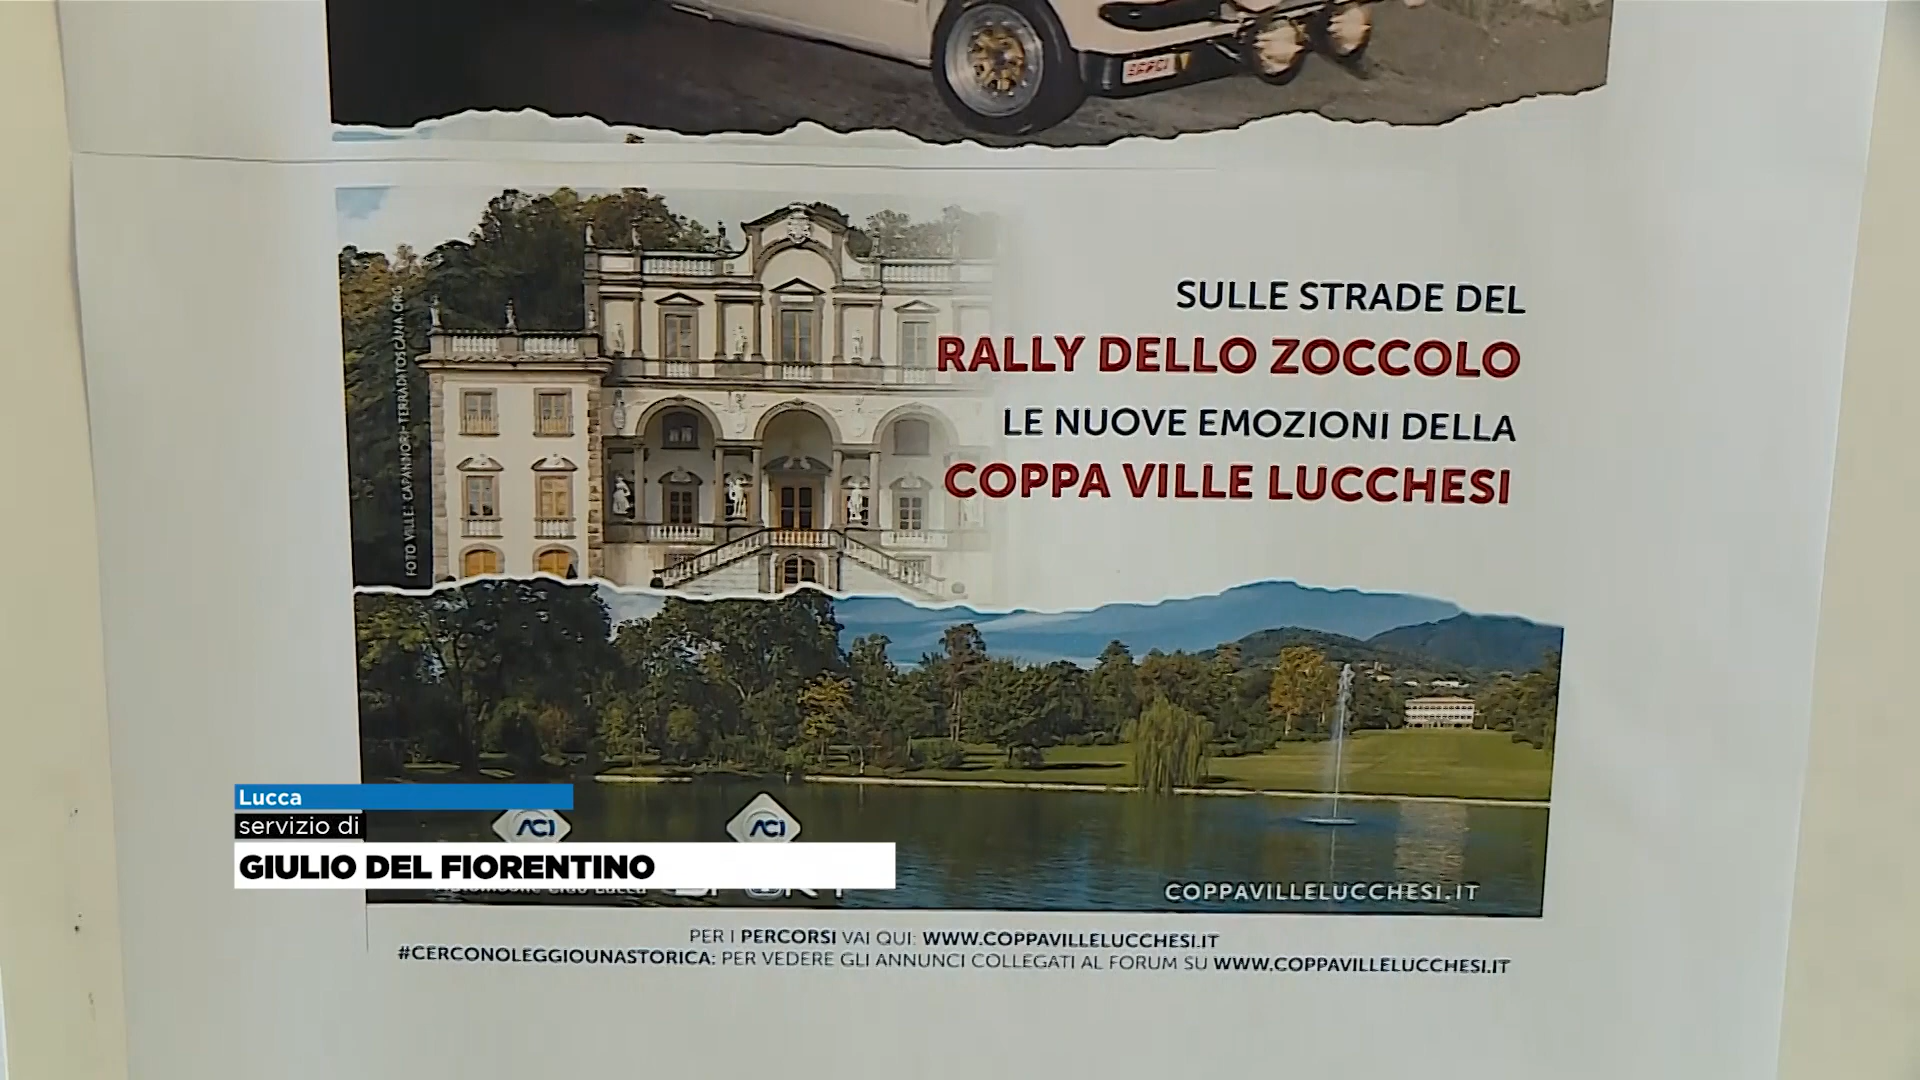 FOTO VILLE: CAPANNORI-TERRADITOSCANA.ORG
SULLE STRADE DEL
RALLY DELLO ZOCCOLO
LE NUOVE EMOZIONI DELLA
COPPA VILLE LUCCHESI
Lucca
servizio di
ACI
ACI
GIULIO DEL FIORENTINO
COPPAVILLELUCCHESI.IT
PER I PERCORSI VAI QUI: WWW.COPPAVILLELUCCHESI.IT
#CERCONOLEGGIOUNASTORICA: PER VEDERE GLI ANNUNCI COLLEGATI AL FORUM SU WWW.COPPAVILLELUCCHESI.IT